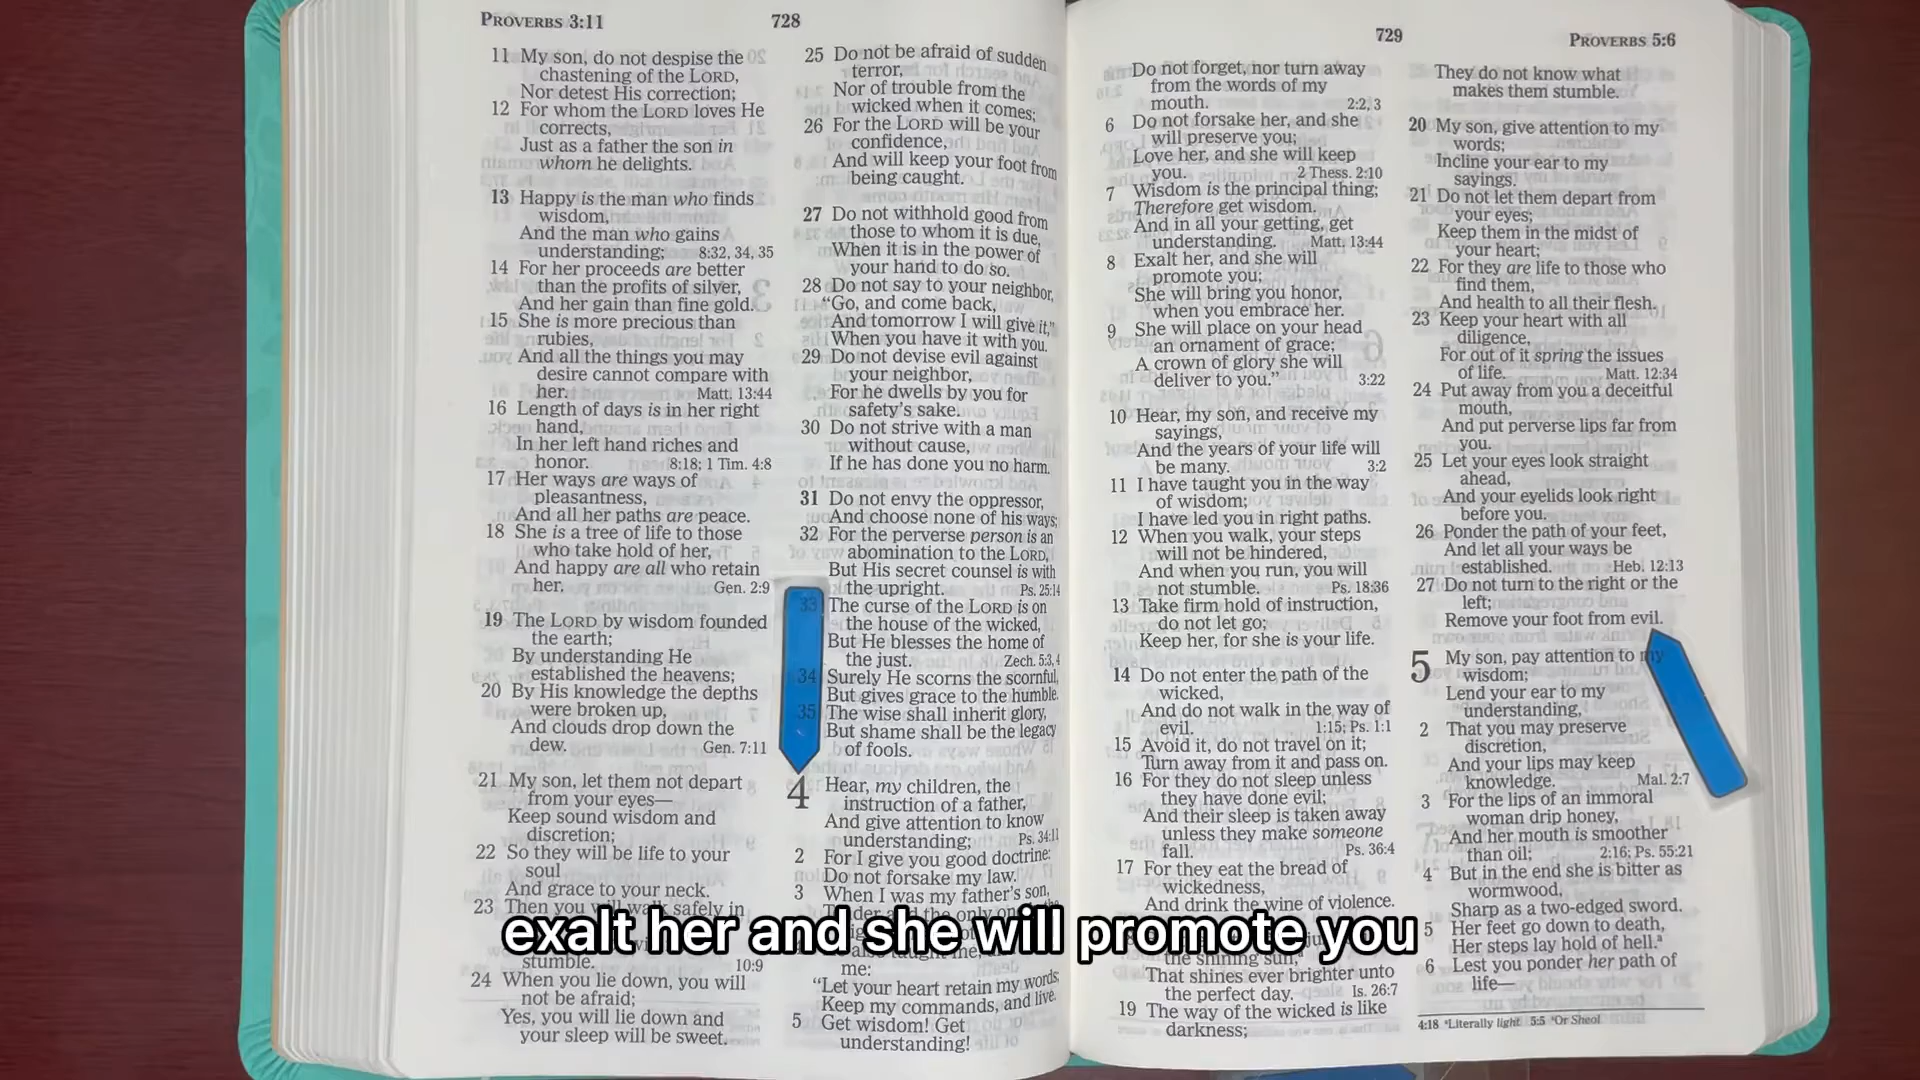 PROVERBS 3:11
728
11 My son, do not despise the
chastening of the LORD,
Nor detest His correction;
12 For whom the LORD loves He
corrects,
Just as a father the son in
whom he delights.
13 Happy is the man who finds
wisdom,
And the man who gains
understanding; 8:32, 34, 35
14 For her proceeds are better
than the profits of silver,
And her gain than fine gold.
15 She is more precious than
rubies,
And all the things you may
desire cannot compare with
her. Matt. 13:44
16 Length of days is in her right
hand,
In her left hand riches and
honor. 8:18; 1 Tim. 4:8
17 Her ways are ways of
pleasantness,
And all her paths are peace.
18 She is a tree of life to those
who take hold of her,
And happy are all who retain
her. Gen. 2:9
19 The LORD by wisdom founded
the earth;
By understanding He
established the heavens;
20 By His knowledge the depths
were broken up,
And clouds drop down the
dew. Gen. 7:11
21 My son, let them not depart
from your eyes—
Keep sound wisdom and
discretion;
22 So they will be life to your
soul
And grace to your neck.
23 Then you will walk safely in
stumble. 10:9
24 When you lie down, you will
not be afraid;
Yes, you will lie down and
your sleep will be sweet.
25 Do not be afraid of sudden
terror,
Nor of trouble from the
wicked when it comes;
26 For the LORD will be your
confidence,
And will keep your foot from
being caught.
27 Do not withhold good from
those to whom it is due,
When it is in the power of
your hand to do so.
28 Do not say to your neighbor,
“Go, and come back,
And tomorrow I will give it,”
When you have it with you.
29 Do not devise evil against
your neighbor,
For he dwells by you for
safety’s sake.
30 Do not strive with a man
without cause,
If he has done you no harm.
31 Do not envy the oppressor,
And choose none of his ways;
32 For the perverse person is an
abomination to the LORD,
But His secret counsel is with
the upright. Ps. 25:14
33 The curse of the LORD is on
the house of the wicked,
But He blesses the home of
the just. Zech. 5:3, 4
34 Surely He scorns the scornful,
But gives grace to the humble.
35 The wise shall inherit glory,
But shame shall be the legacy
of fools.
4 Hear, my children, the
instruction of a father,
And give attention to know
understanding; Ps. 34:11
2 For I give you good doctrine:
Do not forsake my law.
3 When I was my father’s son,
the only
me:
“Let your heart retain my words;
Keep my commands, and live.
5 Get wisdom! Get
understanding!
729
PROVERBS 5:6
Do not forget, nor turn away
from the words of my
mouth. 2:2, 3
6 Do not forsake her, and she
will preserve you;
Love her, and she will keep
you. 2 Thess. 2:10
7 Wisdom is the principal thing;
Therefore get wisdom.
And in all your getting, get
understanding. Matt. 13:44
8 Exalt her, and she will
promote you;
She will bring you honor,
when you embrace her.
9 She will place on your head
an ornament of grace;
A crown of glory she will
deliver to you.” 3:22
10 Hear, my son, and receive my
sayings,
And the years of your life will
be many. 3:2
11 I have taught you in the way
of wisdom;
I have led you in right paths.
12 When you walk, your steps
will not be hindered,
And when you run, you will
not stumble. Ps. 18:36
13 Take firm hold of instruction,
do not let go;
Keep her, for she is your life.
14 Do not enter the path of the
wicked,
And do not walk in the way of
evil. 1:15; Ps. 1:1
15 Avoid it, do not travel on it;
Turn away from it and pass on.
16 For they do not sleep unless
they have done evil;
And their sleep is taken away
unless they make someone
fall. Ps. 36:4
17 For they eat the bread of
wickedness,
And drink the wine of violence.
the shining sun,ᵃ
That shines ever brighter unto
the perfect day. Is. 26:7
19 The way of the wicked is like
darkness;
They do not know what
makes them stumble.
20 My son, give attention to my
words;
Incline your ear to my
sayings.
21 Do not let them depart from
your eyes;
Keep them in the midst of
your heart;
22 For they are life to those who
find them,
And health to all their flesh.
23 Keep your heart with all
diligence,
For out of it spring the issues
of life. Matt. 12:34
24 Put away from you a deceitful
mouth,
And put perverse lips far from
you.
25 Let your eyes look straight
ahead,
And your eyelids look right
before you.
26 Ponder the path of your feet,
And let all your ways be
established. Heb. 12:13
27 Do not turn to the right or the
left;
Remove your foot from evil.
5 My son, pay attention to my
wisdom;
Lend your ear to my
understanding,
2 That you may preserve
discretion,
And your lips may keep
knowledge. Mal. 2:7
3 For the lips of an immoral
woman drip honey,
And her mouth is smoother
than oil; 2:16; Ps. 55:21
4 But in the end she is bitter as
wormwood,
Sharp as a two-edged sword.
5 Her feet go down to death,
Her steps lay hold of hell.ᵃ
6 Lest you ponder her path of
life—
4:18 ᵃLiterally light 5:5 ᵃOr Sheol
exalt her and she will promote you